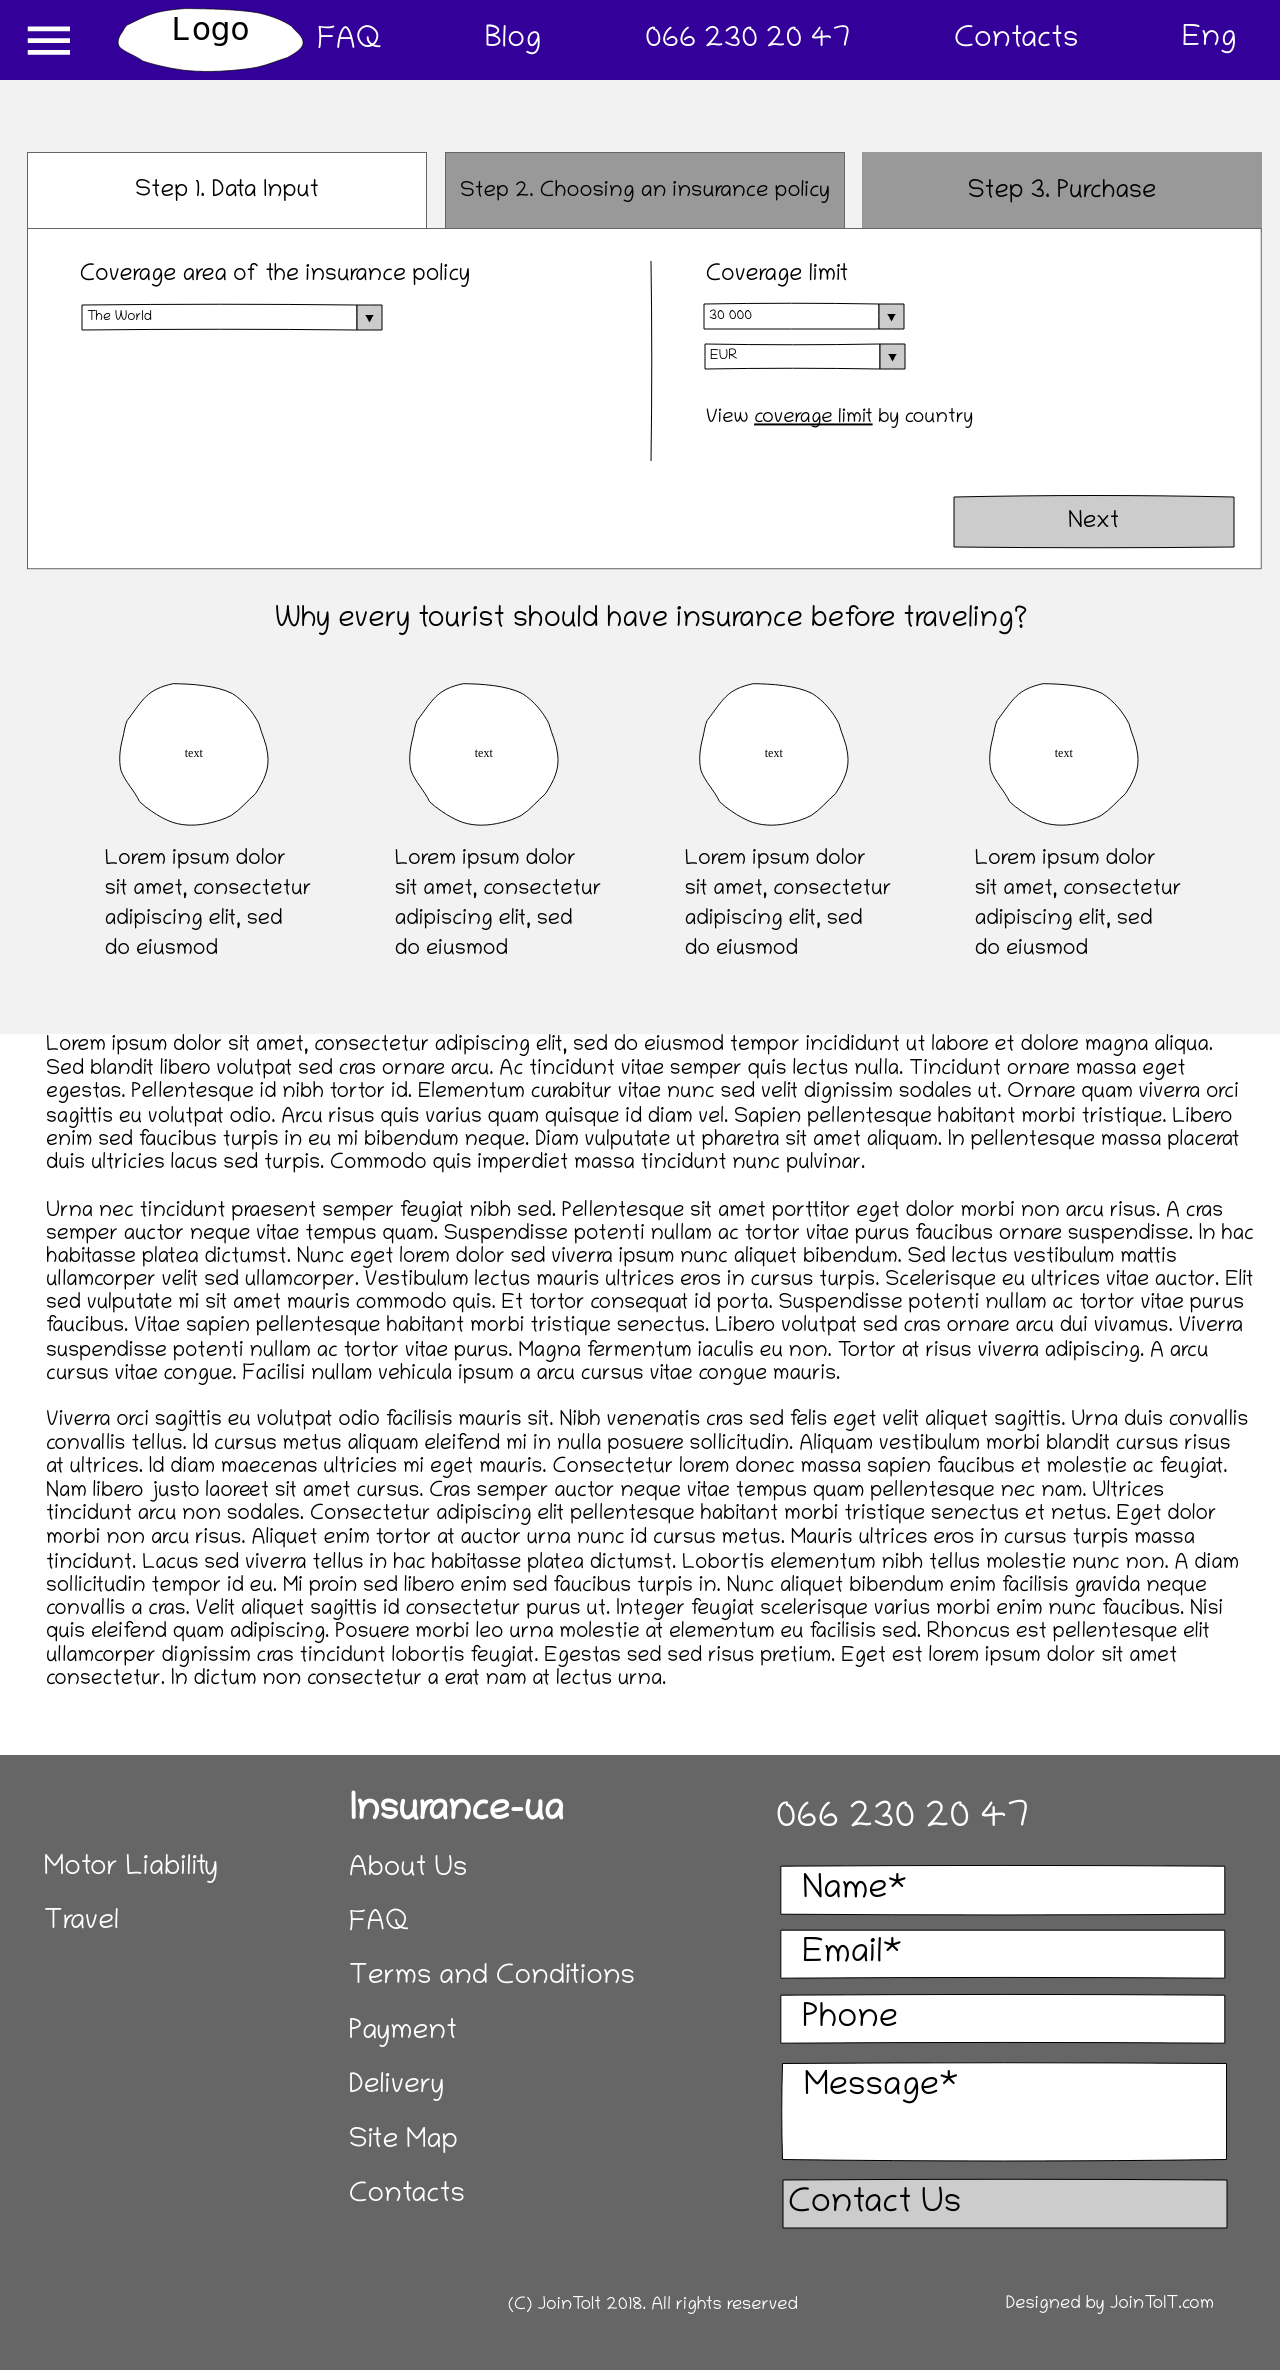 Logo
FAQ
Blog
066 230 20 47
Contacts
Eng
Step 1. Data Input
Step 2. Choosing an insurance policy
Step 3. Purchase
Coverage area of the insurance policy
The World
Coverage limit
30 000
EUR
View coverage limit by country
Next
Why every tourist should have insurance before traveling?
text
text
text
text
Lorem ipsum dolor
sit amet, consectetur
adipiscing elit, sed
do eiusmod
Lorem ipsum dolor
sit amet, consectetur
adipiscing elit, sed
do eiusmod
Lorem ipsum dolor
sit amet, consectetur
adipiscing elit, sed
do eiusmod
Lorem ipsum dolor
sit amet, consectetur
adipiscing elit, sed
do eiusmod
Lorem ipsum dolor sit amet, consectetur adipiscing elit, sed do eiusmod tempor incididunt ut labore et dolore magna aliqua.
Sed blandit libero volutpat sed cras ornare arcu. Ac tincidunt vitae semper quis lectus nulla. Tincidunt ornare massa eget
egestas. Pellentesque id nibh tortor id. Elementum curabitur vitae nunc sed velit dignissim sodales ut. Ornare quam viverra orci
sagittis eu volutpat odio. Arcu risus quis varius quam quisque id diam vel. Sapien pellentesque habitant morbi tristique. Libero
enim sed faucibus turpis in eu mi bibendum neque. Diam vulputate ut pharetra sit amet aliquam. In pellentesque massa placerat
duis ultricies lacus sed turpis. Commodo quis imperdiet massa tincidunt nunc pulvinar.
Urna nec tincidunt praesent semper feugiat nibh sed. Pellentesque sit amet porttitor eget dolor morbi non arcu risus. A cras
semper auctor neque vitae tempus quam. Suspendisse potenti nullam ac tortor vitae purus faucibus ornare suspendisse. In hac
habitasse platea dictumst. Nunc eget lorem dolor sed viverra ipsum nunc aliquet bibendum. Sed lectus vestibulum mattis
ullamcorper velit sed ullamcorper. Vestibulum lectus mauris ultrices eros in cursus turpis. Scelerisque eu ultrices vitae auctor. Elit
sed vulputate mi sit amet mauris commodo quis. Et tortor consequat id porta. Suspendisse potenti nullam ac tortor vitae purus
faucibus. Vitae sapien pellentesque habitant morbi tristique senectus. Libero volutpat sed cras ornare arcu dui vivamus. Viverra
suspendisse potenti nullam ac tortor vitae purus. Magna fermentum iaculis eu non. Tortor at risus viverra adipiscing. A arcu
cursus vitae congue. Facilisi nullam vehicula ipsum a arcu cursus vitae congue mauris.
Viverra orci sagittis eu volutpat odio facilisis mauris sit. Nibh venenatis cras sed felis eget velit aliquet sagittis. Urna duis convallis
convallis tellus. Id cursus metus aliquam eleifend mi in nulla posuere sollicitudin. Aliquam vestibulum morbi blandit cursus risus
at ultrices. Id diam maecenas ultricies mi eget mauris. Consectetur lorem donec massa sapien faucibus et molestie ac feugiat.
Nam libero justo laoreet sit amet cursus. Cras semper auctor neque vitae tempus quam pellentesque nec nam. Ultrices
tincidunt arcu non sodales. Consectetur adipiscing elit pellentesque habitant morbi tristique senectus et netus. Eget dolor
morbi non arcu risus. Aliquet enim tortor at auctor urna nunc id cursus metus. Mauris ultrices eros in cursus turpis massa
tincidunt. Lacus sed viverra tellus in hac habitasse platea dictumst. Lobortis elementum nibh tellus molestie nunc non. A diam
sollicitudin tempor id eu. Mi proin sed libero enim sed faucibus turpis in. Nunc aliquet bibendum enim facilisis gravida neque
convallis a cras. Velit aliquet sagittis id consectetur purus ut. Integer feugiat scelerisque varius morbi enim nunc faucibus. Nisi
quis eleifend quam adipiscing. Posuere morbi leo urna molestie at elementum eu facilisis sed. Rhoncus est pellentesque elit
ullamcorper dignissim cras tincidunt lobortis feugiat. Egestas sed sed risus pretium. Eget est lorem ipsum dolor sit amet
consectetur. In dictum non consectetur a erat nam at lectus urna.
Motor Liability
Travel
Insurance-ua
About Us
FAQ
Terms and Conditions
Payment
Delivery
Site Map
Contacts
066 230 20 47
Name*
Email*
Phone
Message*
Contact Us
(C) JoinToIt 2018. All rights reserved
Designed by JoinToIT.com